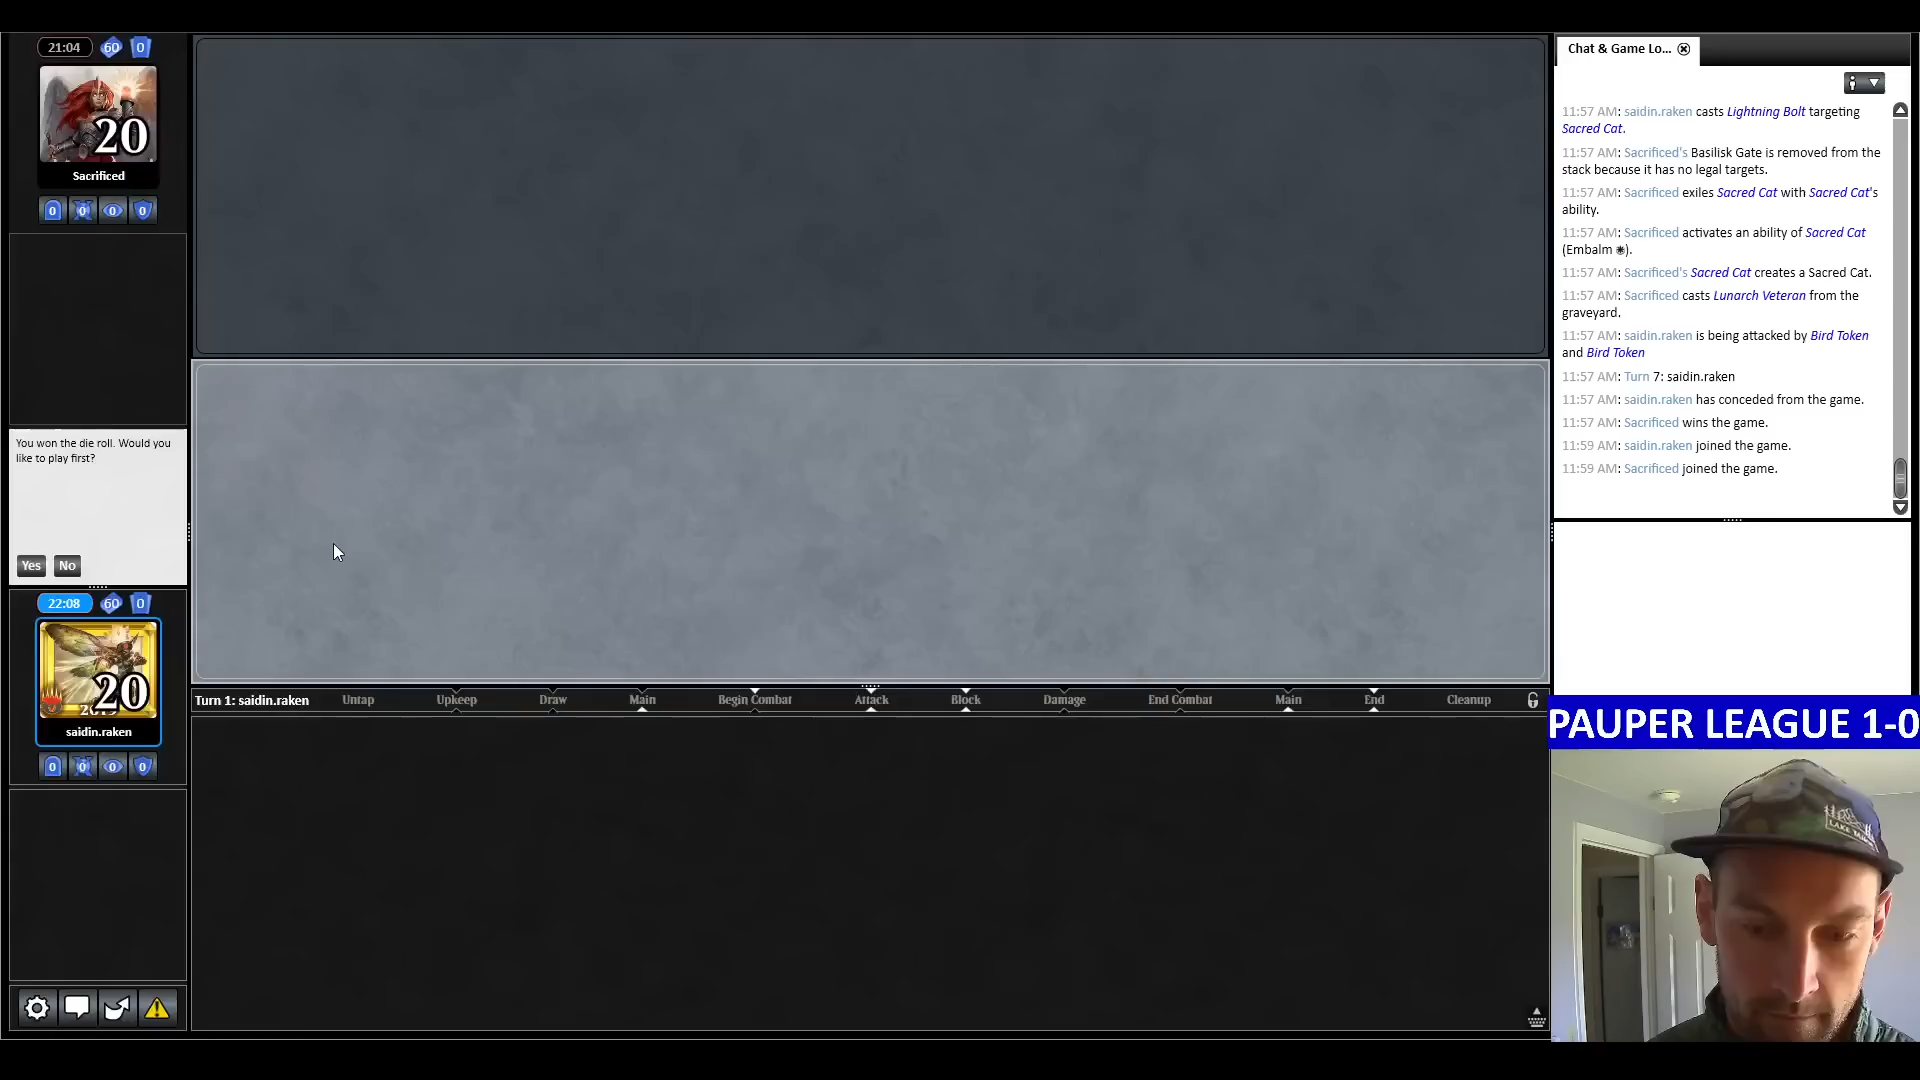 21:04 60 0
20
Sacrificed
0 0 0 0
You won the die roll. Would you
like to play first?
Yes No
22:08 60 0
20
saidin.raken
0 0 0 0
Turn 1: saidin.raken Untap Upkeep Draw Main Begin Combat Attack Block Damage End Combat Main End Cleanup
Chat & Game Lo...
11:57 AM: saidin.raken casts Lightning Bolt targeting
Sacred Cat.
11:57 AM: Sacrificed's Basilisk Gate is removed from the
stack because it has no legal targets.
11:57 AM: Sacrificed exiles Sacred Cat with Sacred Cat's
ability.
11:57 AM: Sacrificed activates an ability of Sacred Cat
(Embalm).
11:57 AM: Sacrificed's Sacred Cat creates a Sacred Cat.
11:57 AM: Sacrificed casts Lunarch Veteran from the
graveyard.
11:57 AM: saidin.raken is being attacked by Bird Token
and Bird Token
11:57 AM: Turn 7: saidin.raken
11:57 AM: saidin.raken has conceded from the game.
11:57 AM: Sacrificed wins the game.
11:59 AM: saidin.raken joined the game.
11:59 AM: Sacrificed joined the game.
PAUPER LEAGUE 1-0